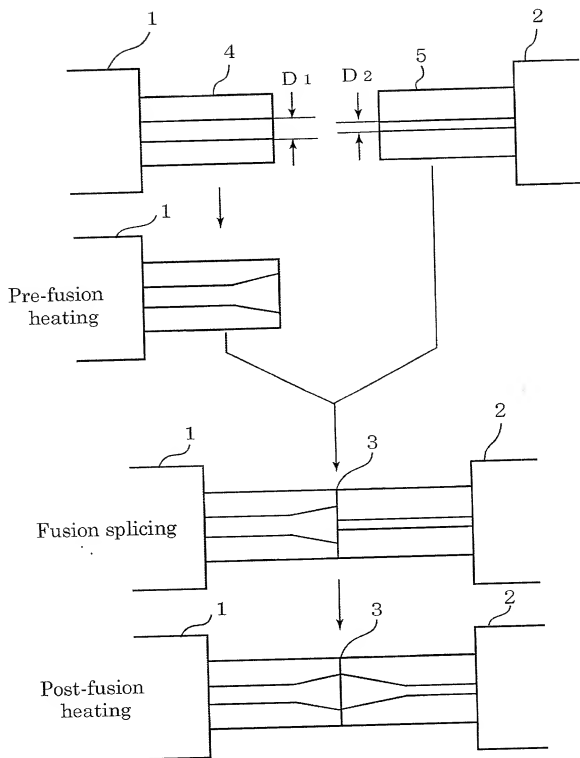 1
4
D 1
D 2
5
2
1
Pre-fusion
heating
1
3
2
Fusion splicing
1
3
2
Post-fusion
heating